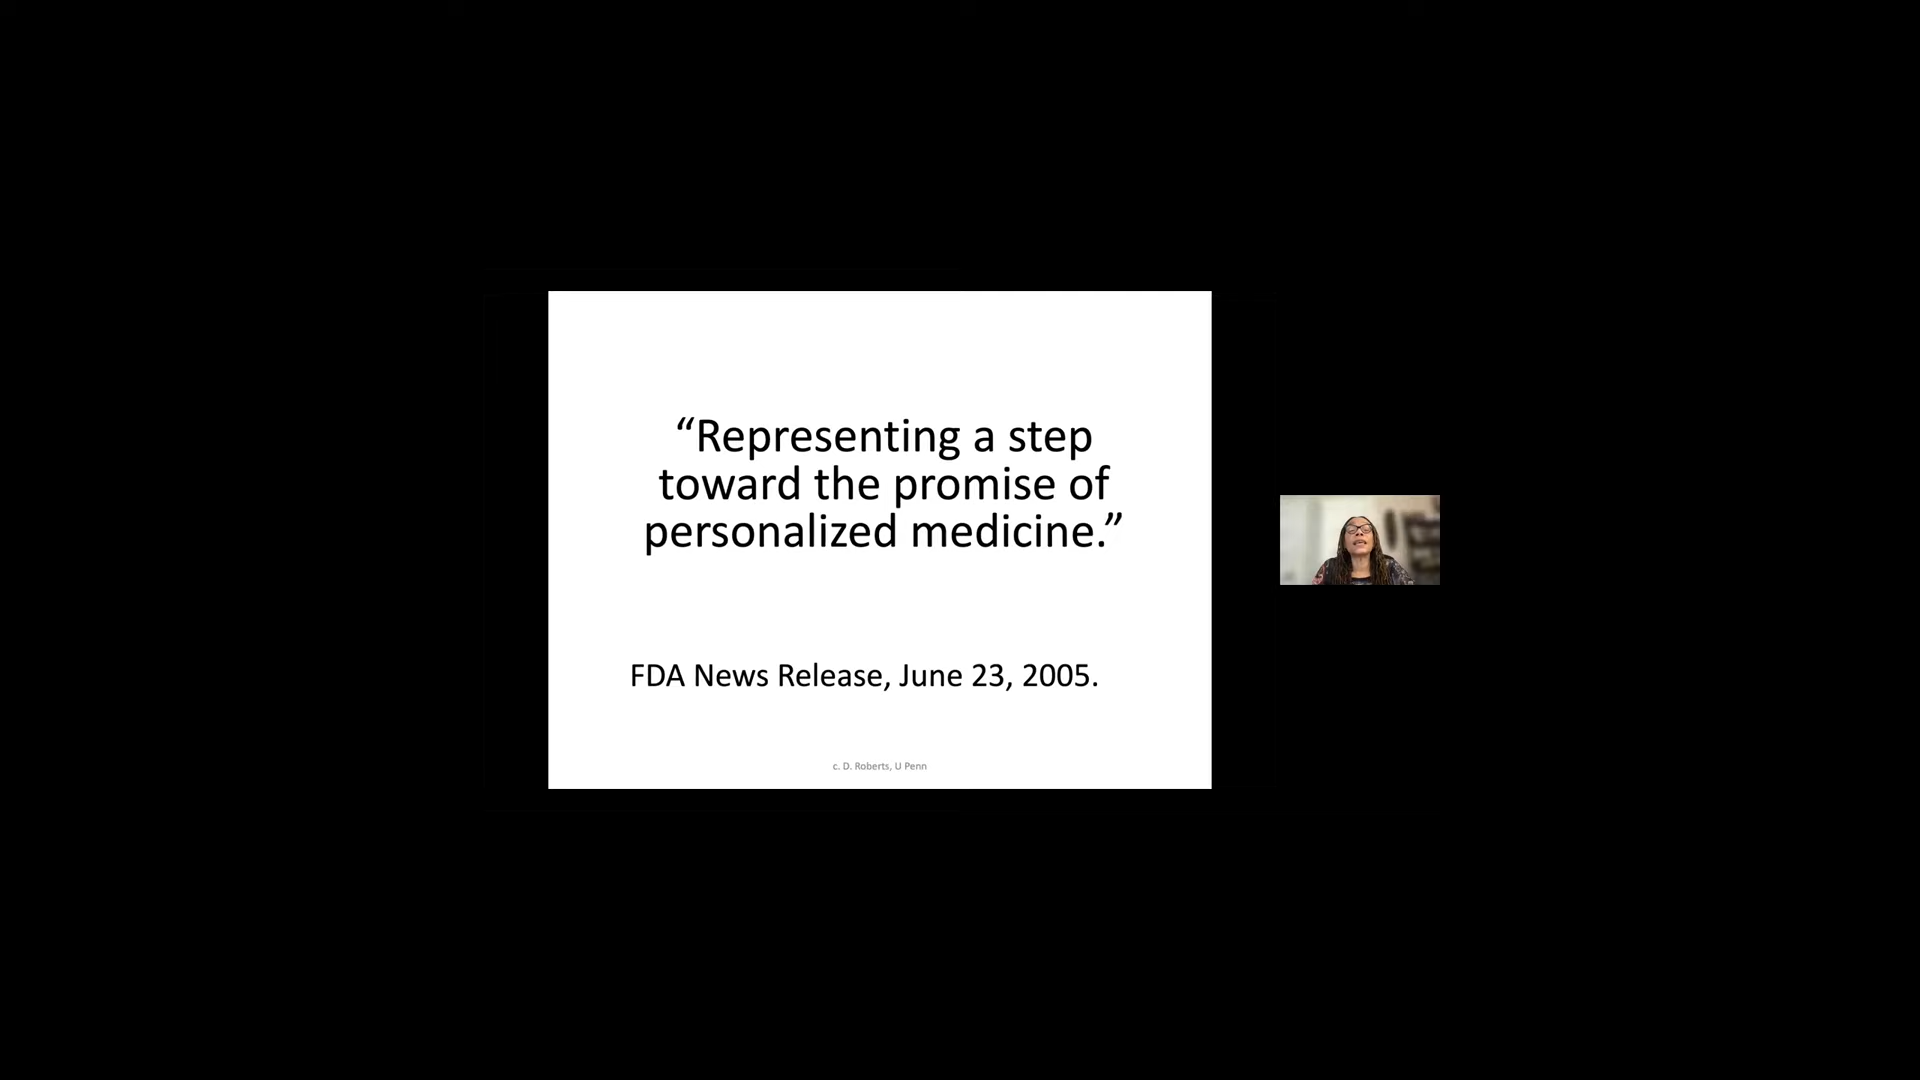 “Representing a step
toward the promise of
personalized medicine.”
FDA News Release, June 23, 2005.
c. D. Roberts, U Penn